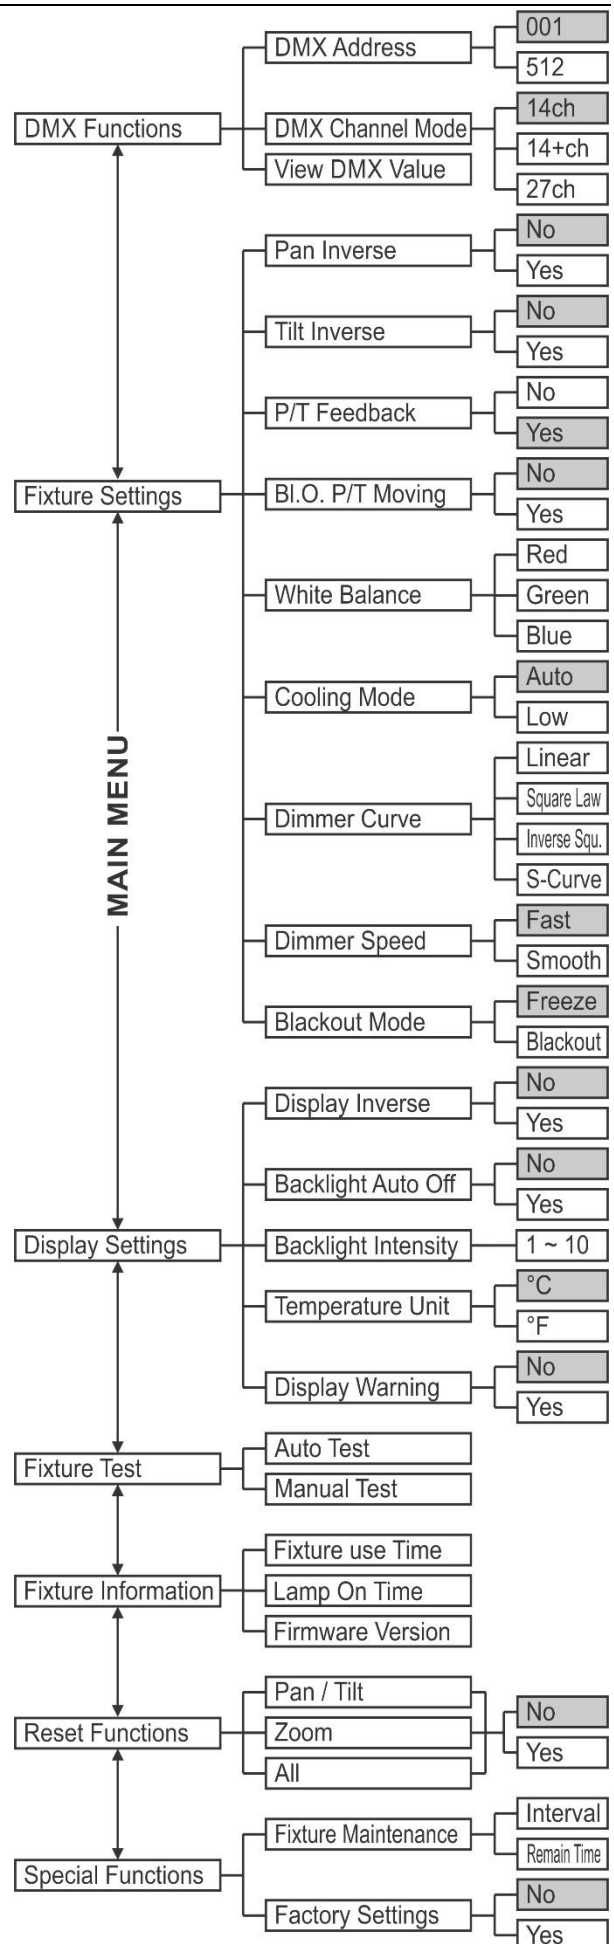 DMX Functions
DMX Address
001
512
DMX Channel Mode
14ch
14+ch
27ch
View DMX Value
MAIN MENU
Fixture Settings
Pan Inverse
No
Yes
Tilt Inverse
No
Yes
P/T Feedback
No
Yes
Bl.O. P/T Moving
No
Yes
White Balance
Red
Green
Blue
Cooling Mode
Auto
Low
Dimmer Curve
Linear
Square Law
Inverse Squ.
S-Curve
Dimmer Speed
Fast
Smooth
Blackout Mode
Freeze
Blackout
Display Settings
Display Inverse
No
Yes
Backlight Auto Off
No
Yes
Backlight Intensity
1 ~ 10
Temperature Unit
°C
°F
Display Warning
No
Yes
Fixture Test
Auto Test
Manual Test
Fixture Information
Fixture use Time
Lamp On Time
Firmware Version
Reset Functions
Pan / Tilt
Zoom
All
No
Yes
Special Functions
Fixture Maintenance
Interval
Remain Time
Factory Settings
No
Yes